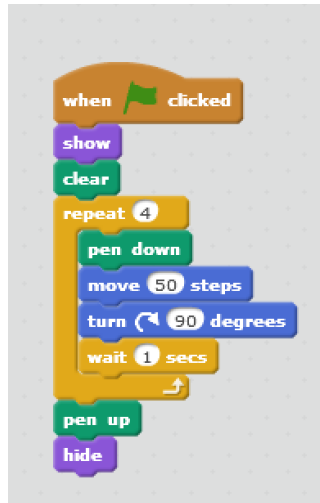 when clicked
show
clear
repeat 4
pen down
move 50 steps
turn 90 degrees
wait 1 secs
pen up
hide